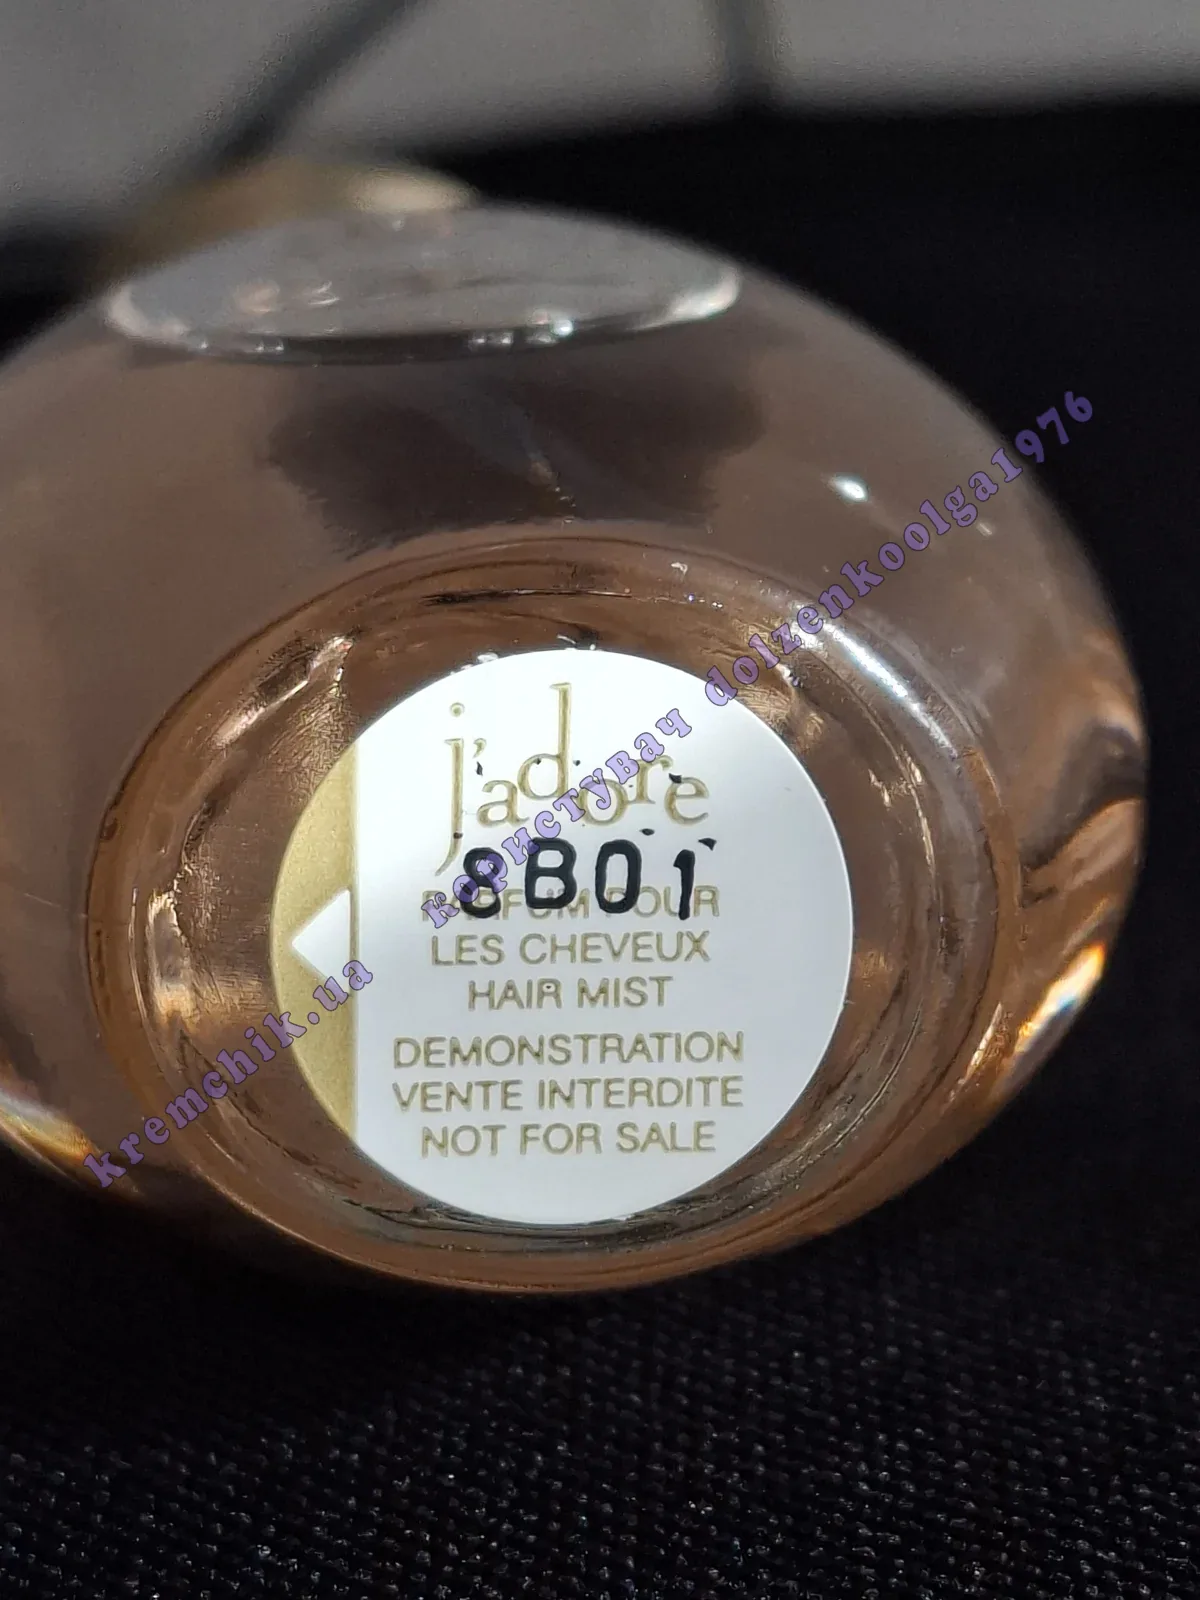 j'adore
8B01
PARFUM POUR
LES CHEVEUX
HAIR MIST
DEMONSTRATION
VENTE INTERDITE
NOT FOR SALE
kremchik.ua користувач dolzenkoolga1976